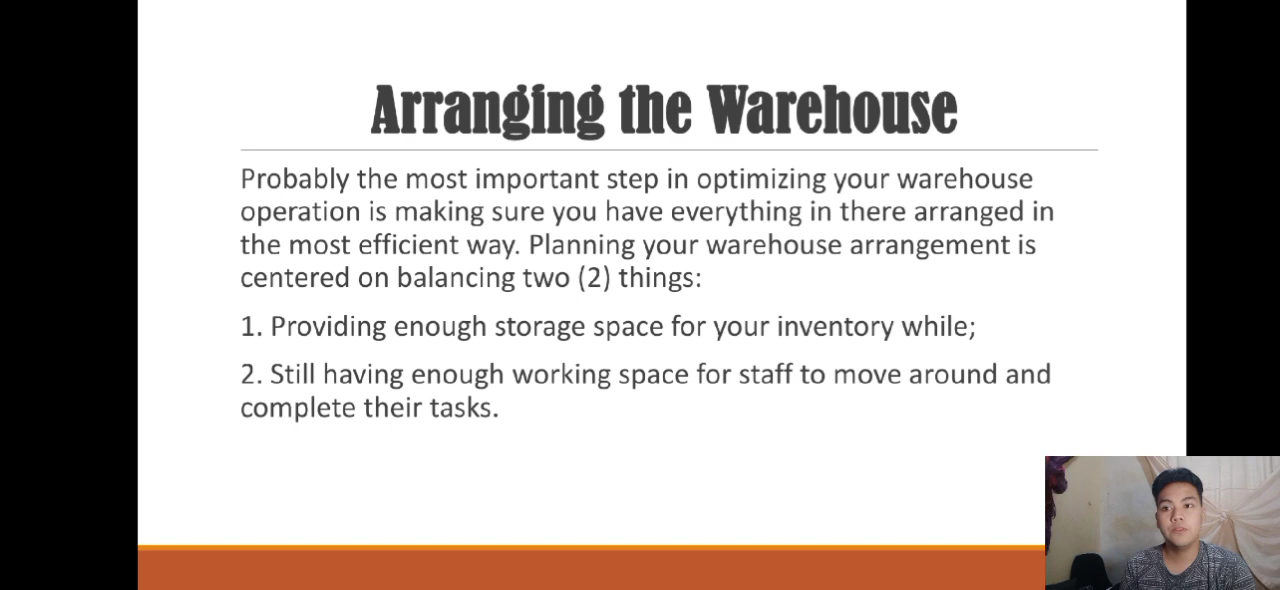 Arranging the Warehouse
Probably the most important step in optimizing your warehouse
operation is making sure you have everything in there arranged in
the most efficient way. Planning your warehouse arrangement is
centered on balancing two (2) things:
1. Providing enough storage space for your inventory while;
2. Still having enough working space for staff to move around and
complete their tasks.